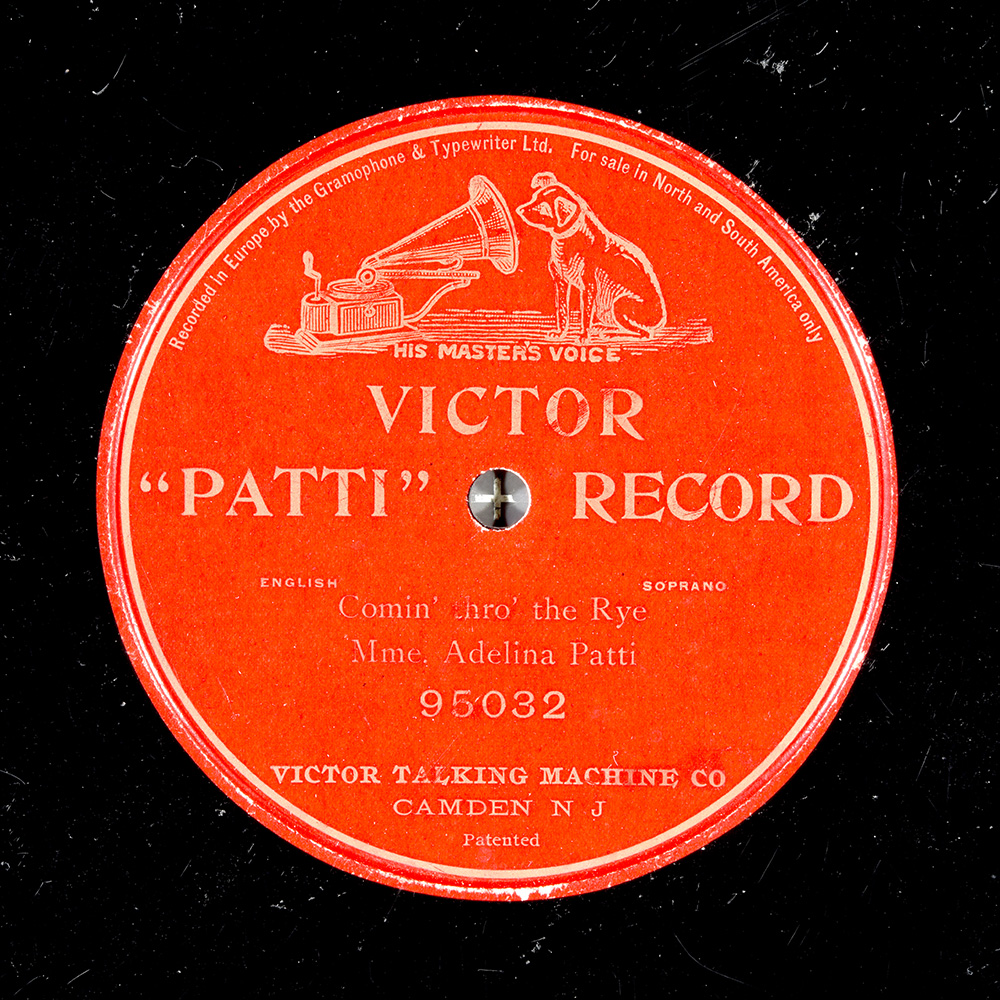 Recorded in Europe by the Gramophone & Typewriter Ltd. For sale in North and South America only
HIS MASTER'S VOICE
VICTOR
“PATTI” RECORD
ENGLISH SOPRANO
Comin' thro' the Rye
Mme. Adelina Patti
95032
VICTOR TALKING MACHINE CO
CAMDEN N J
Patented